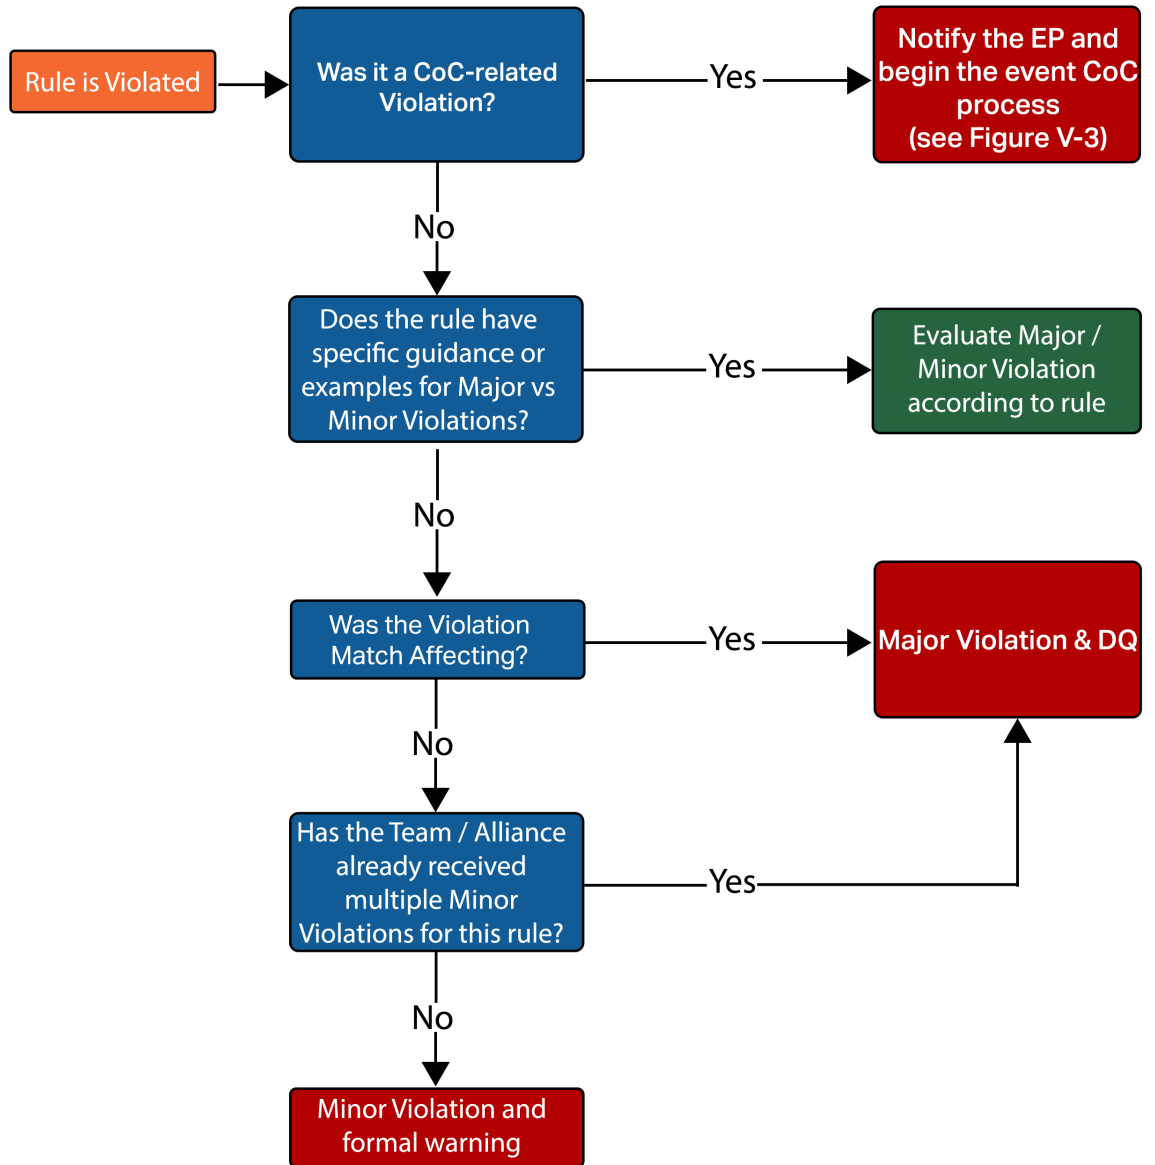 Rule is Violated
Was it a CoC-related
Violation?
Yes
Notify the EP and
begin the event CoC
process
(see Figure V-3)
No
Does the rule have
specific guidance or
examples for Major vs
Minor Violations?
Yes
Evaluate Major /
Minor Violation
according to rule
No
Was the Violation
Match Affecting?
Yes
Major Violation & DQ
No
Has the Team / Alliance
already received
multiple Minor
Violations for this rule?
Yes
No
Minor Violation and
formal warning